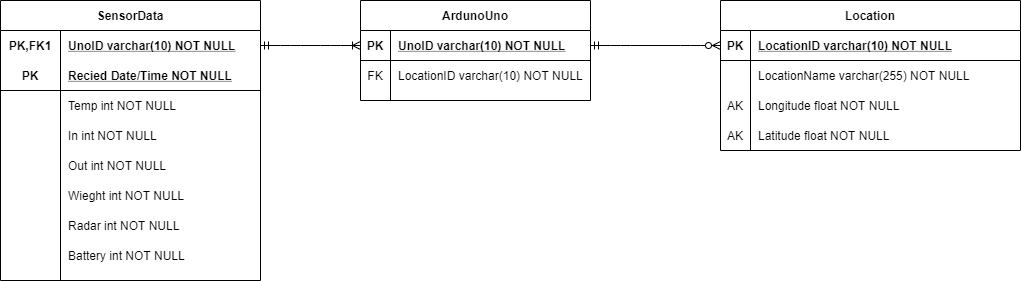 SensorData
PK,FK1 UnoID varchar(10) NOT NULL
PK Recied Date/Time NOT NULL
Temp int NOT NULL
In int NOT NULL
Out int NOT NULL
Wieght int NOT NULL
Radar int NOT NULL
Battery int NOT NULL
ArdunoUno
PK UnoID varchar(10) NOT NULL
FK LocationID varchar(10) NOT NULL
Location
PK LocationID varchar(10) NOT NULL
LocationName varchar(255) NOT NULL
AK Longitude float NOT NULL
AK Latitude float NOT NULL